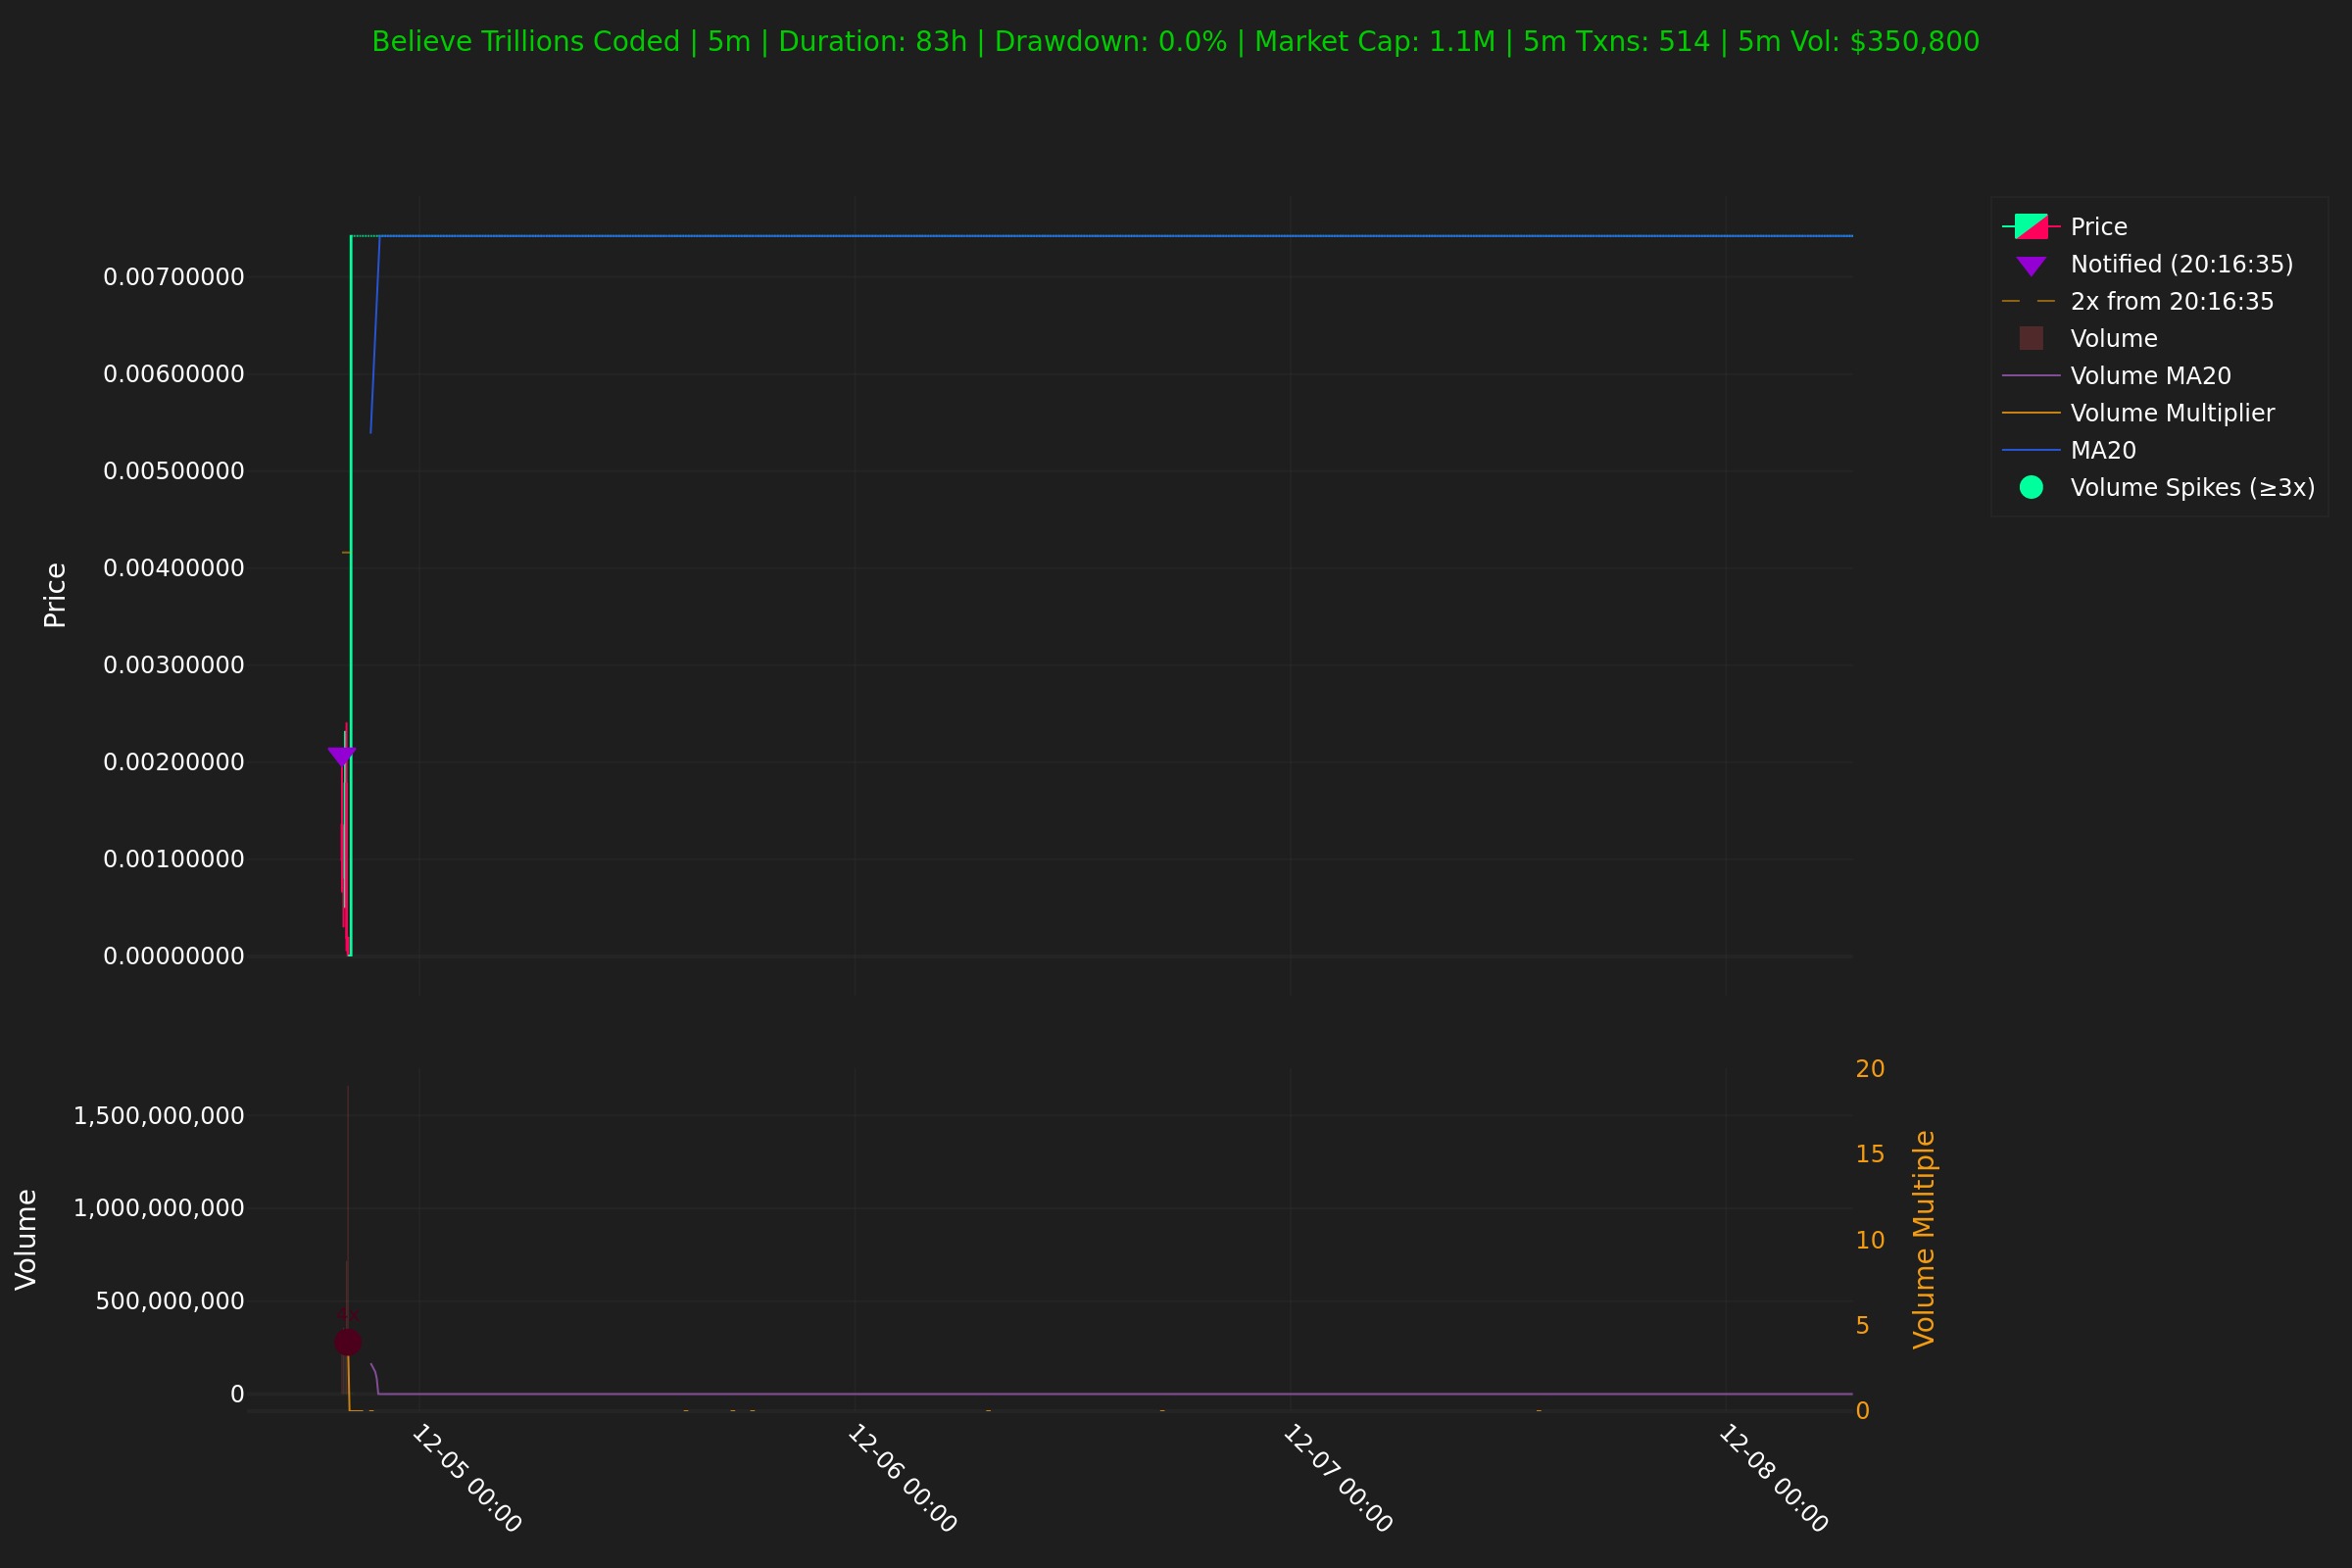 Believe Trillions Coded | 5m | Duration: 83h | Drawdown: 0.0% | Market Cap: 1.1M | 5m Txns: 514 | 5m Vol: $350,800
Price
0.00700000
0.00600000
0.00500000
0.00400000
0.00300000
0.00200000
0.00100000
0.00000000
Price
Notified (20:16:35)
2x from 20:16:35
Volume
Volume MA20
Volume Multiplier
MA20
Volume Spikes (≥3x)
Volume
1,500,000,000
1,000,000,000
500,000,000
0
20
15
10
5
0
Volume Multiple
12-05 00:00
12-06 00:00
12-07 00:00
12-08 00:00